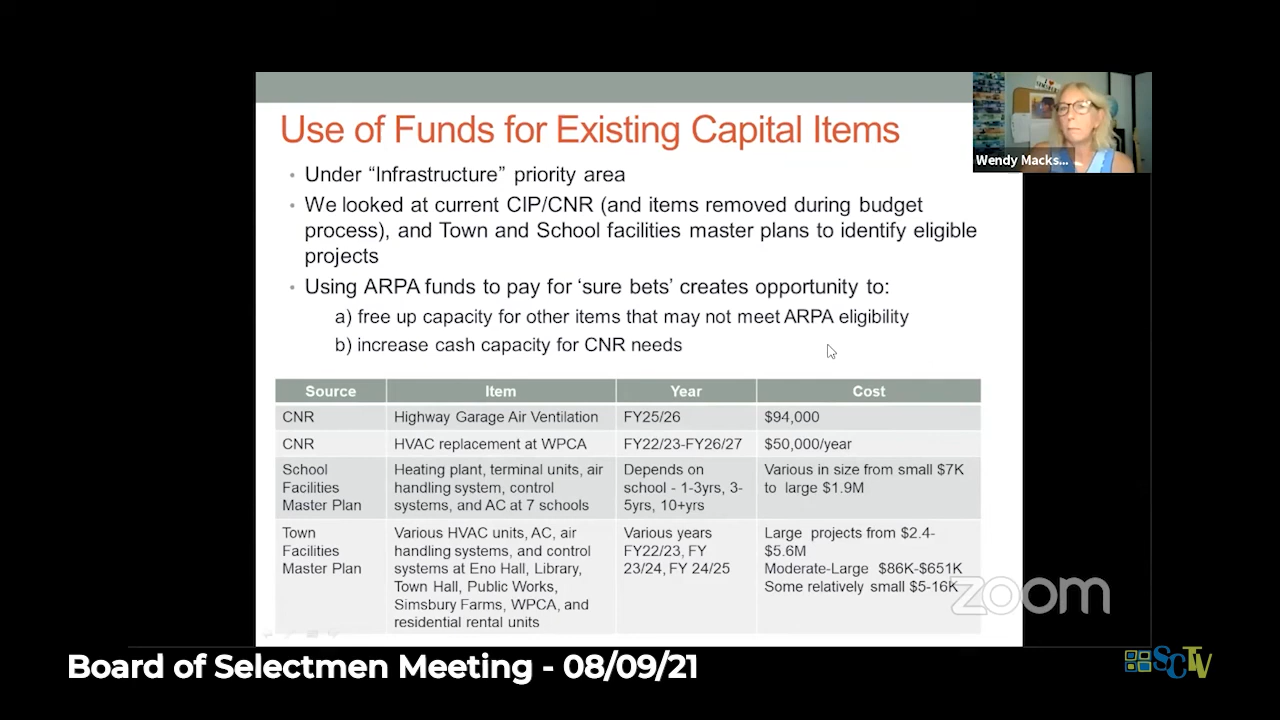 Use of Funds for Existing Capital Items
Wendy Macks...
• Under “Infrastructure” priority area
• We looked at current CIP/CNR (and items removed during budget
process), and Town and School facilities master plans to identify eligible
projects
• Using ARPA funds to pay for ‘sure bets’ creates opportunity to:
a) free up capacity for other items that may not meet ARPA eligibility
b) increase cash capacity for CNR needs
Source Item Year Cost
CNR Highway Garage Air Ventilation FY25/26 $94,000
CNR HVAC replacement at WPCA FY22/23-FY26/27 $50,000/year
School Heating plant, terminal units, air Depends on Various in size from small $7K
Facilities handling system, control school - 1-3yrs, 3- to large $1.9M
Master Plan systems, and AC at 7 schools 5yrs, 10+yrs
Town Various HVAC units, AC, air Various years Large projects from $2.4-
Facilities handling systems, and control FY22/23, FY $5.6M
Master Plan systems at Eno Hall, Library, 23/24, FY 24/25 Moderate-Large $86K-$651K
Town Hall, Public Works, Some relatively small $5-16K
Simsbury Farms, WPCA, and
residential rental units
zoom
Board of Selectmen Meeting - 08/09/21
SCTV